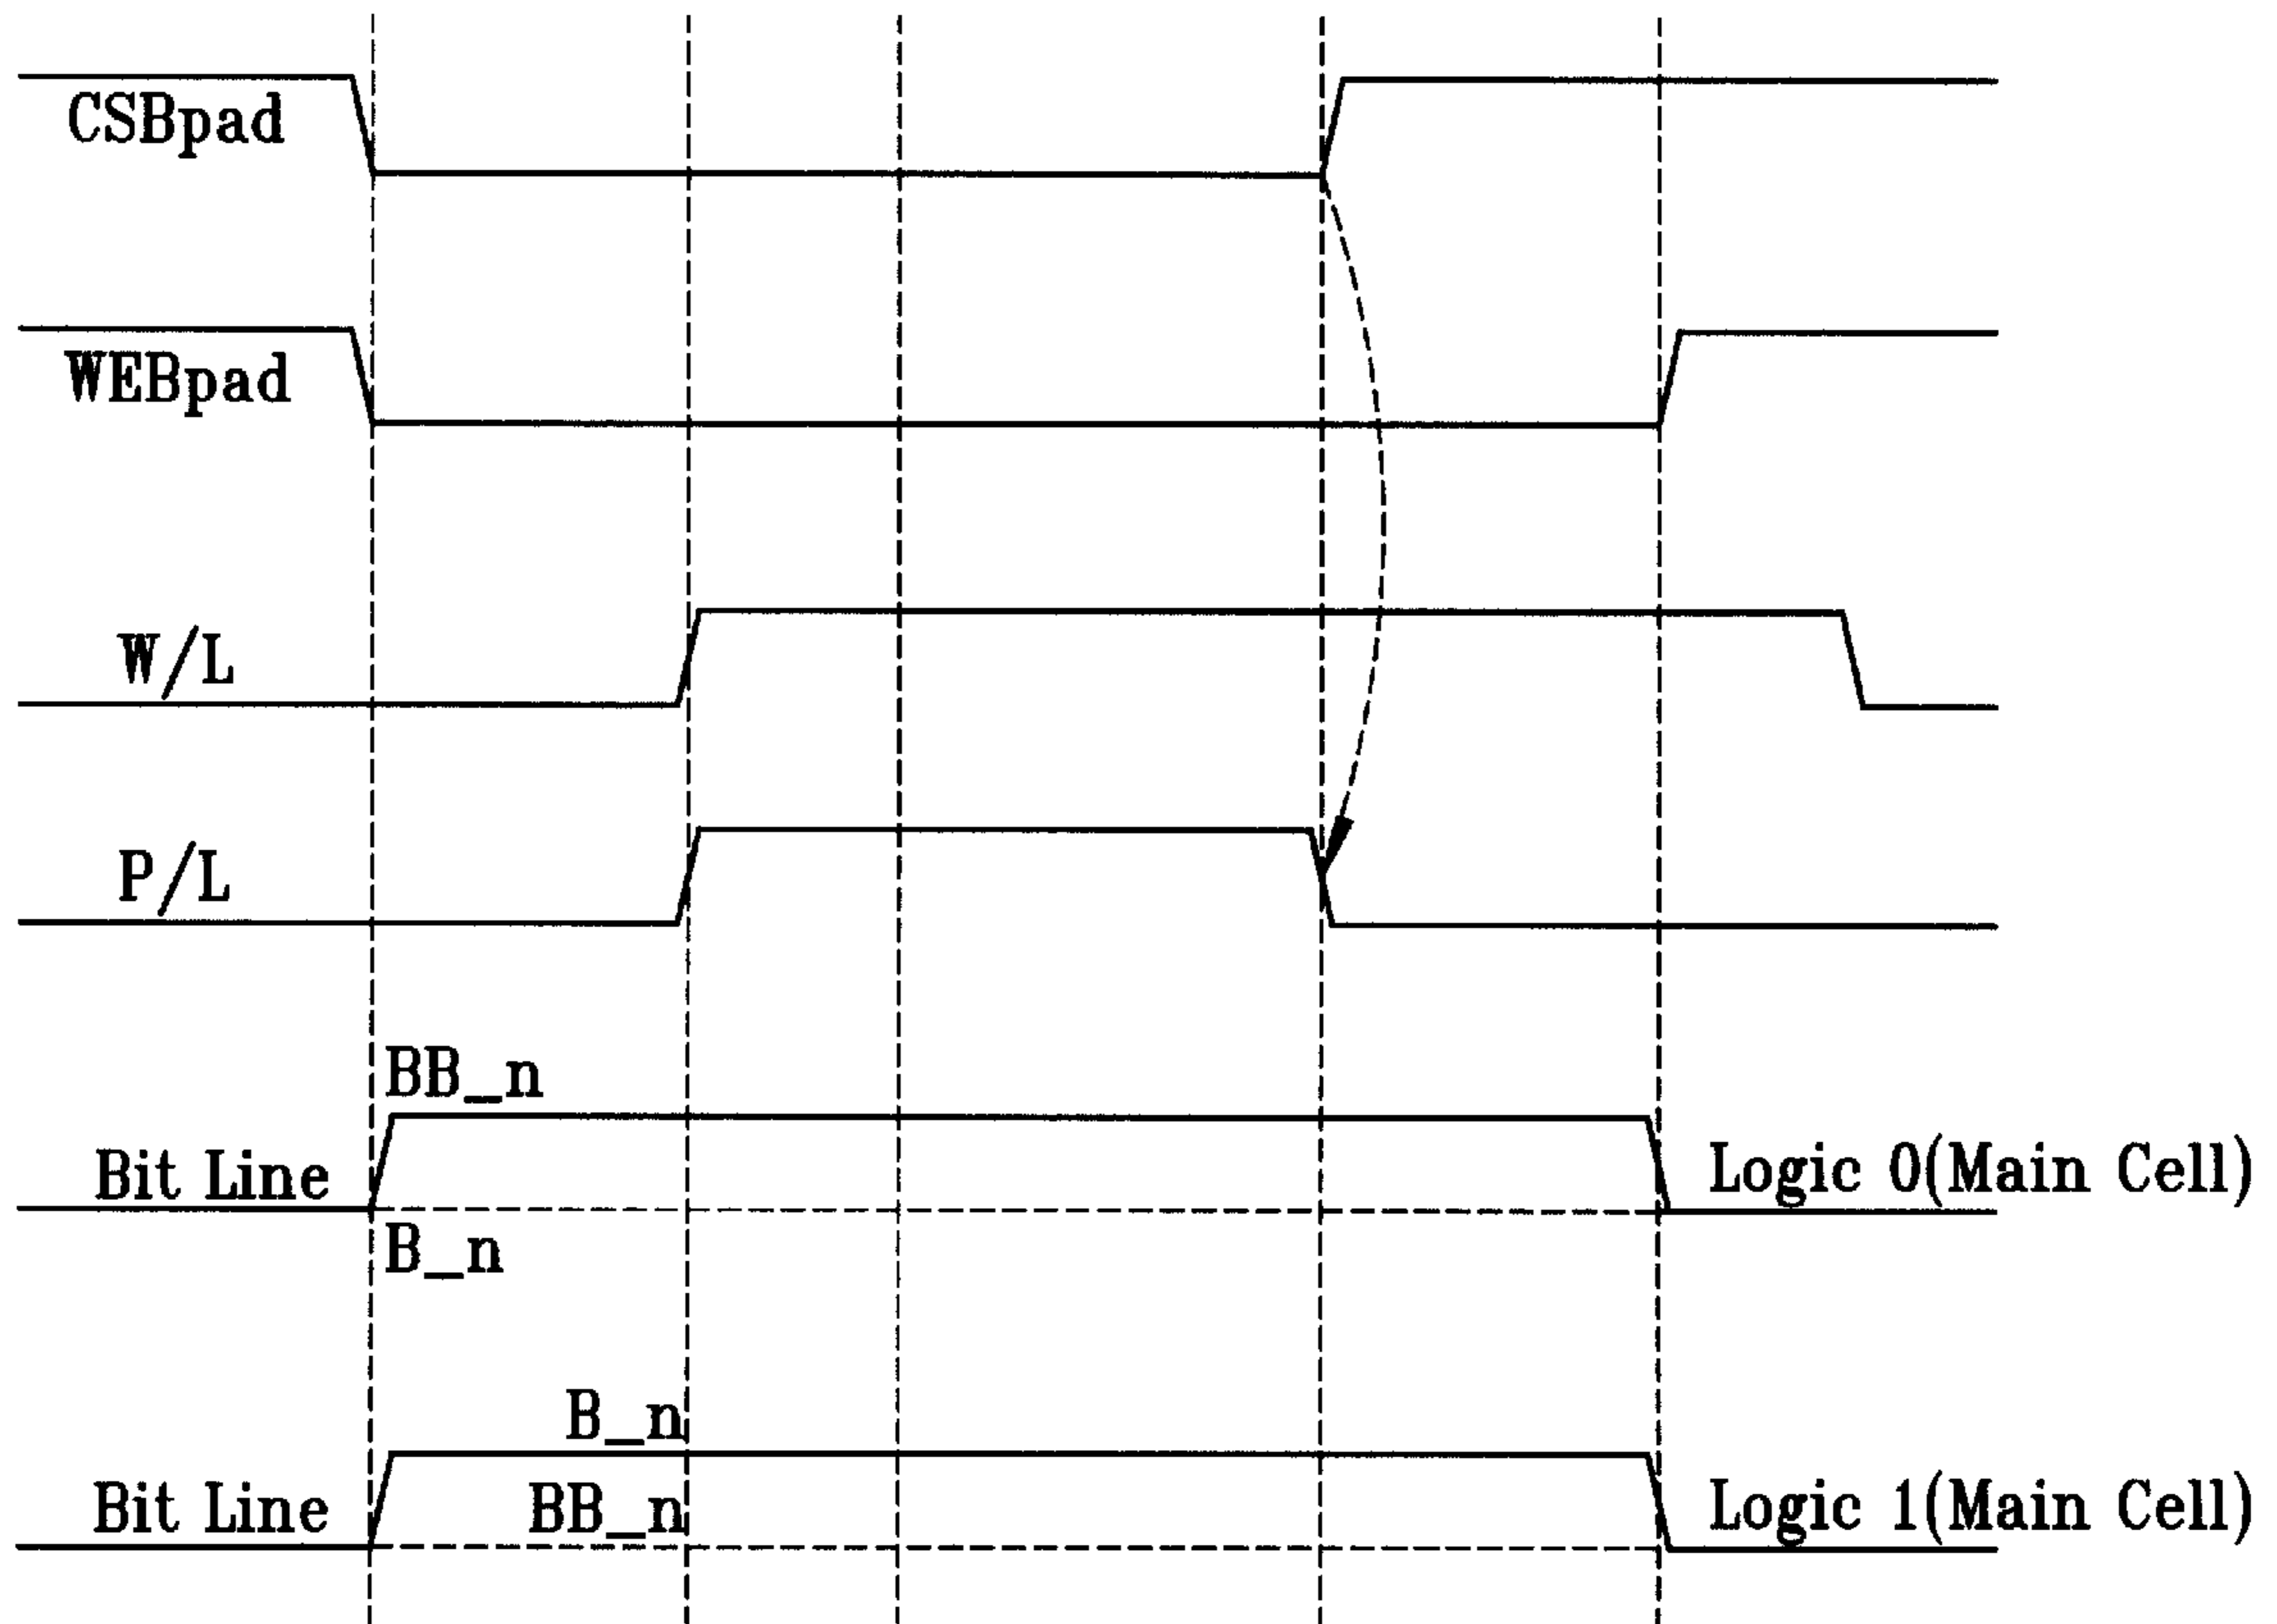 CSBpad
WEBpad
W/L
P/L
BB_n
Bit Line
Logic 0(Main Cell)
B_n
B_n
BB_n
Bit Line
Logic 1(Main Cell)